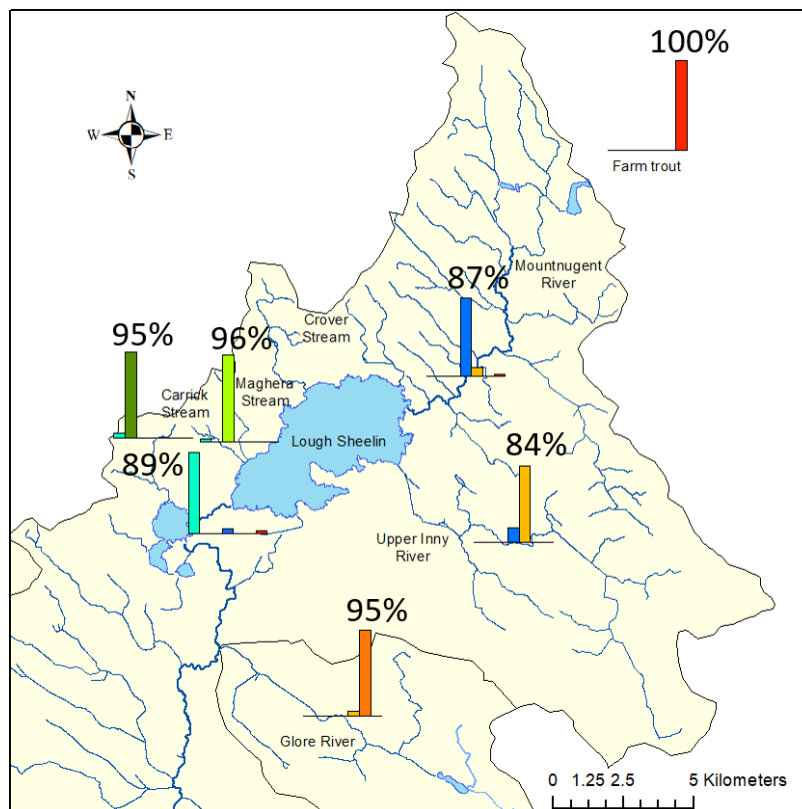 100%
Farm trout
N
W E
S
Mountnugent
River
87%
Crover
Stream
95%
96%
Carrick
Stream
Maghera
Stream
Lough Sheelin
89%
84%
Upper Inny
River
95%
Glore River
0 1.25 2.5 5 Kilometers